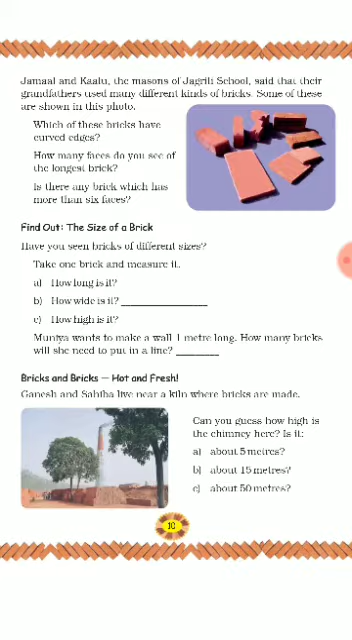 Jamaal and Kaalu, the masons of Jagriti School, said that their
grandfathers used many different kinds of bricks. Some of these
are shown in this photo.
Which of these bricks have
curved edges?
How many faces do you see of
the longest brick?
Is there any brick which has
more than six faces?
Find Out: The Size of a Brick
Have you seen bricks of different sizes?
Take one brick and measure it.
a) How long is it?
b) How wide is it? _______________
c) How high is it?
Muniya wants to make a wall 1 metre long. How many bricks
will she need to put in a line? ________
Bricks and Bricks — Hot and Fresh!
Ganesh and Sahiba live near a kiln where bricks are made.
Can you guess how high is
the chimney here? Is it:
a) about 5 metres?
b) about 15 metres?
c) about 50 metres?
10